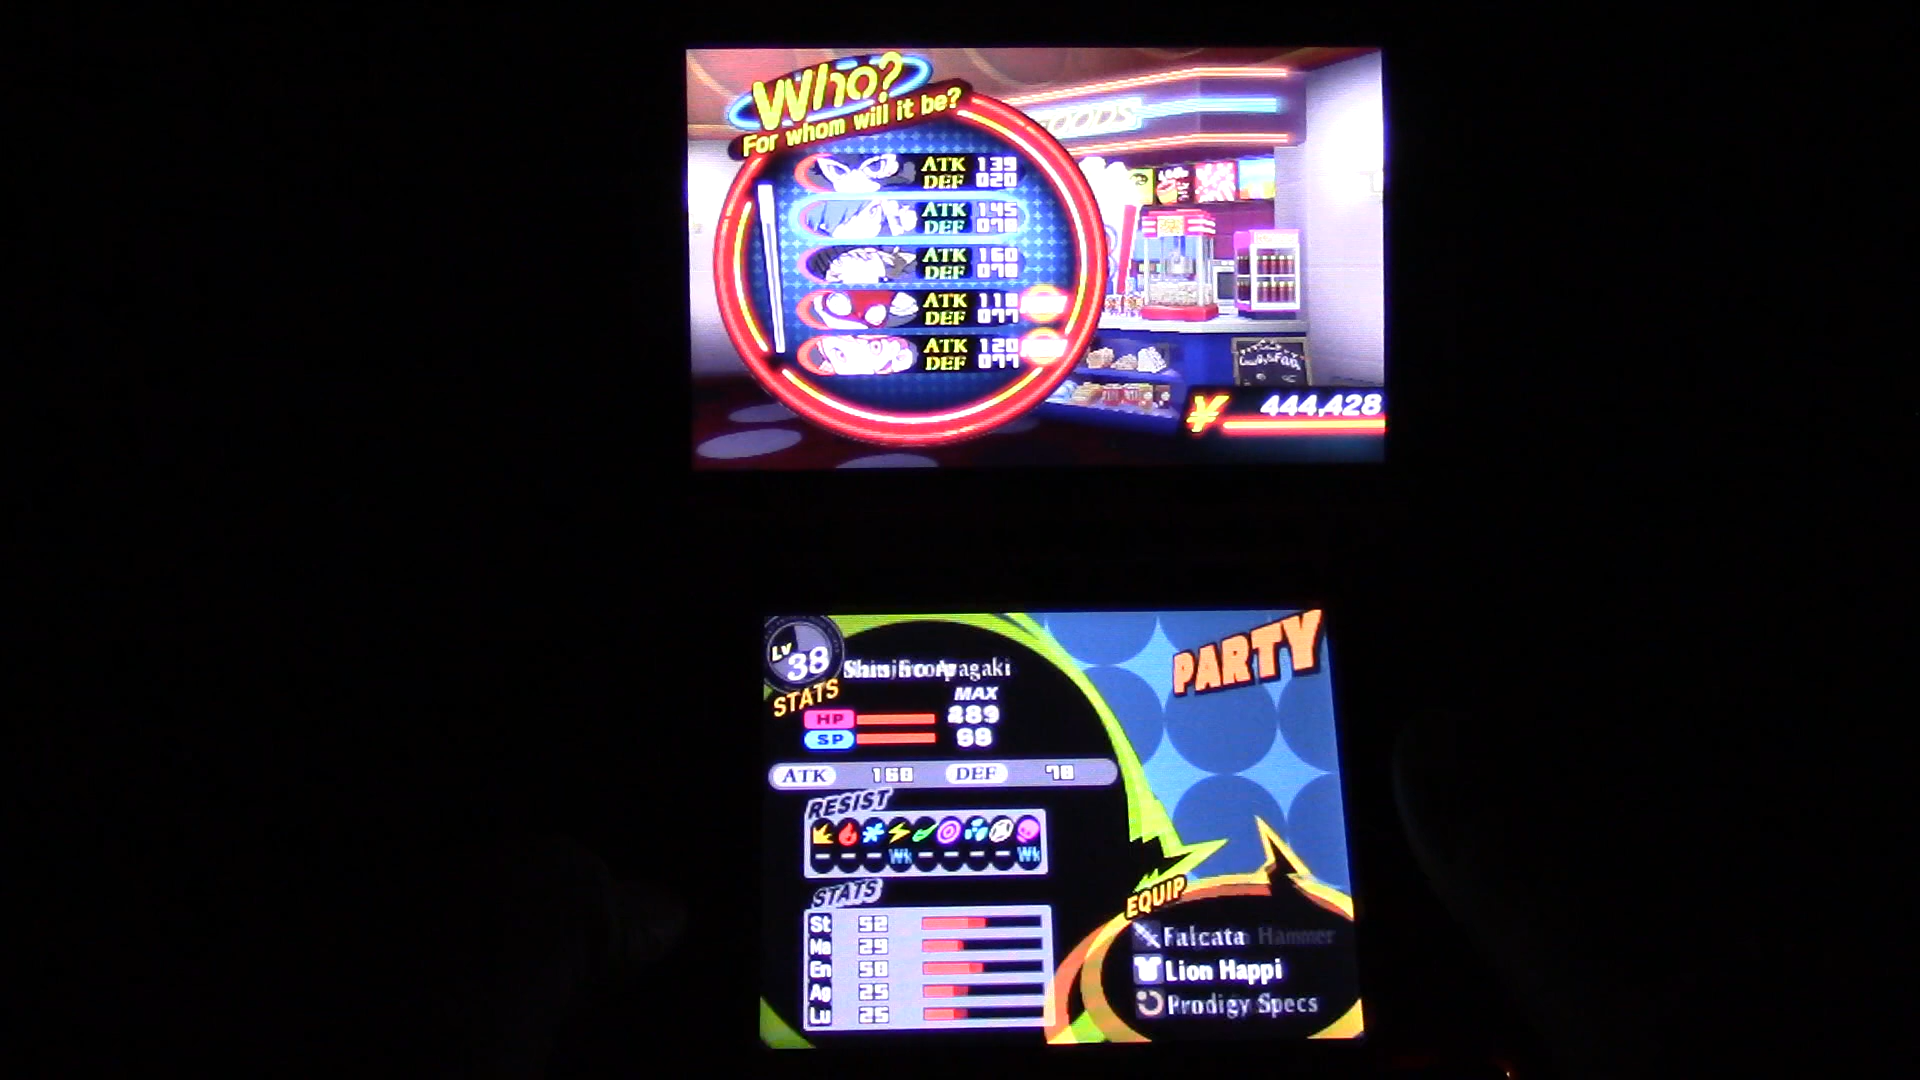 Who?
For whom will it be?
ATK 139
DEF 020
ATK 145
DEF 078
ATK 160
DEF 078
ATK 118
DEF 077
ATK 120
DEF 077
¥ 444,428
Lv 38
STATS
MAX
HP 289
SP 98
ATK 160 DEF 78
RESIST
Wk Wk
STATS
St 52
Ma 29
En 50
Ag 25
Lu 25
PARTY
EQUIP
Falcata Hammer
Lion Happi
Prodigy Specs